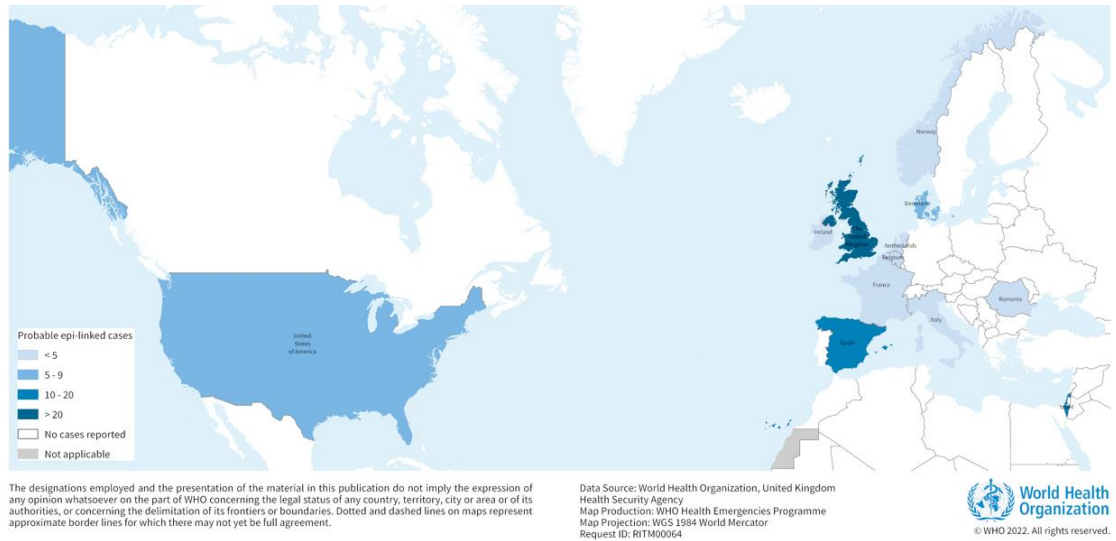 Norway
Denmark
Ireland
The
United
Kingdom
Netherlands
Belgium
France
Romania
Italy
Spain
United
States
of America
Israel
Probable epi-linked cases
< 5
5 - 9
10 - 20
> 20
No cases reported
Not applicable
The designations employed and the presentation of the material in this publication do not imply the expression of
any opinion whatsoever on the part of WHO concerning the legal status of any country, territory, city or area or of its
authorities, or concerning the delimitation of its frontiers or boundaries. Dotted and dashed lines on maps represent
approximate border lines for which there may not yet be full agreement.
Data Source: World Health Organization, United Kingdom
Health Security Agency
Map Production: WHO Health Emergencies Programme
Map Projection: WGS 1984 World Mercator
Request ID: RITM00064
World Health
Organization
© WHO 2022. All rights reserved.